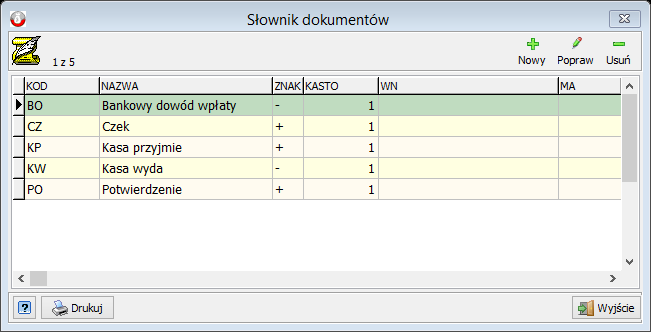 Słownik dokumentów
1 z 5
Nowy Popraw Usuń
KOD NAZWA ZNAK KASTO WN MA
BO Bankowy dowód wpłaty - 1
CZ Czek + 1
KP Kasa przyjmie + 1
KW Kasa wyda - 1
PO Potwierdzenie + 1
? Drukuj Wyjście